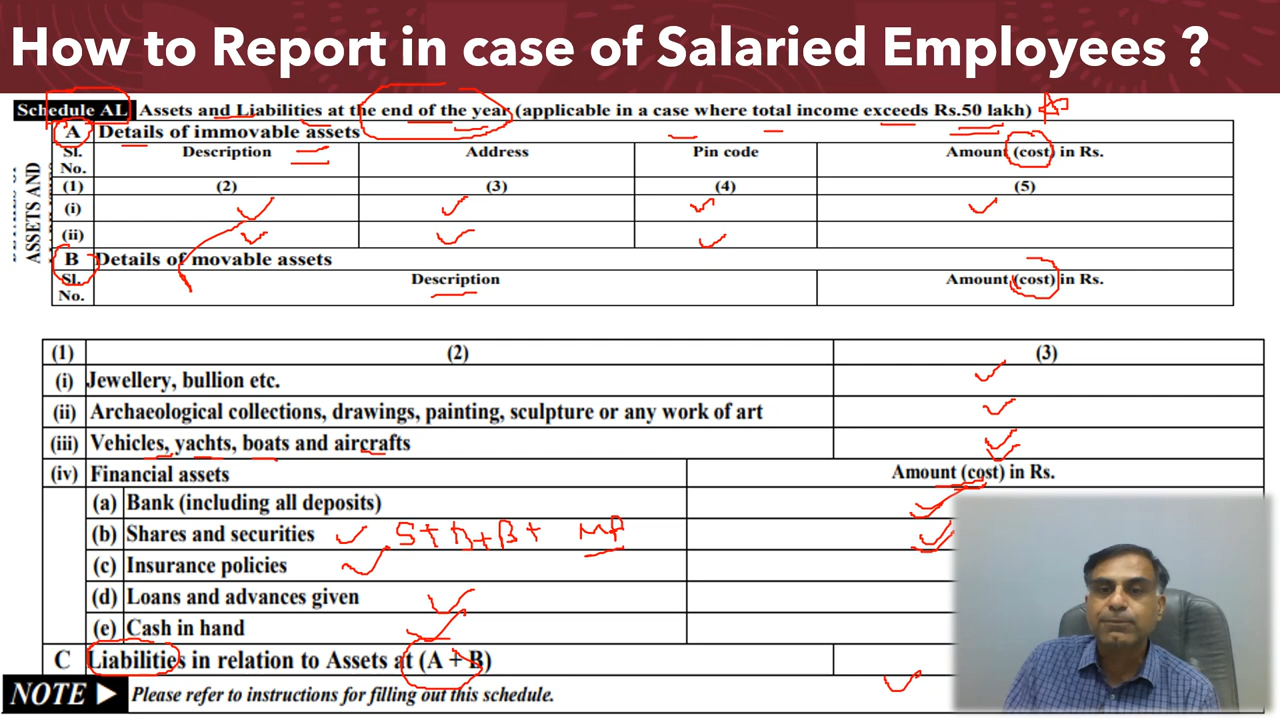 How to Report in case of Salaried Employees ?
Schedule AL Assets and Liabilities at the end of the year (applicable in a case where total income exceeds Rs.50 lakh)
A Details of immovable assets
Sl. No. Description Address Pin code Amount (cost) in Rs.
(1) (2) (3) (4) (5)
(i)
(ii)
B Details of movable assets
Sl. No. Description Amount (cost) in Rs.
ASSETS AND
(1) (2) (3)
(i) Jewellery, bullion etc.
(ii) Archaeological collections, drawings, painting, sculpture or any work of art
(iii) Vehicles, yachts, boats and aircrafts
(iv) Financial assets Amount (cost) in Rs.
(a) Bank (including all deposits)
(b) Shares and securities S+ D+B+ MF
(c) Insurance policies
(d) Loans and advances given
(e) Cash in hand
C Liabilities in relation to Assets at (A + B)
NOTE ▶ Please refer to instructions for filling out this schedule.